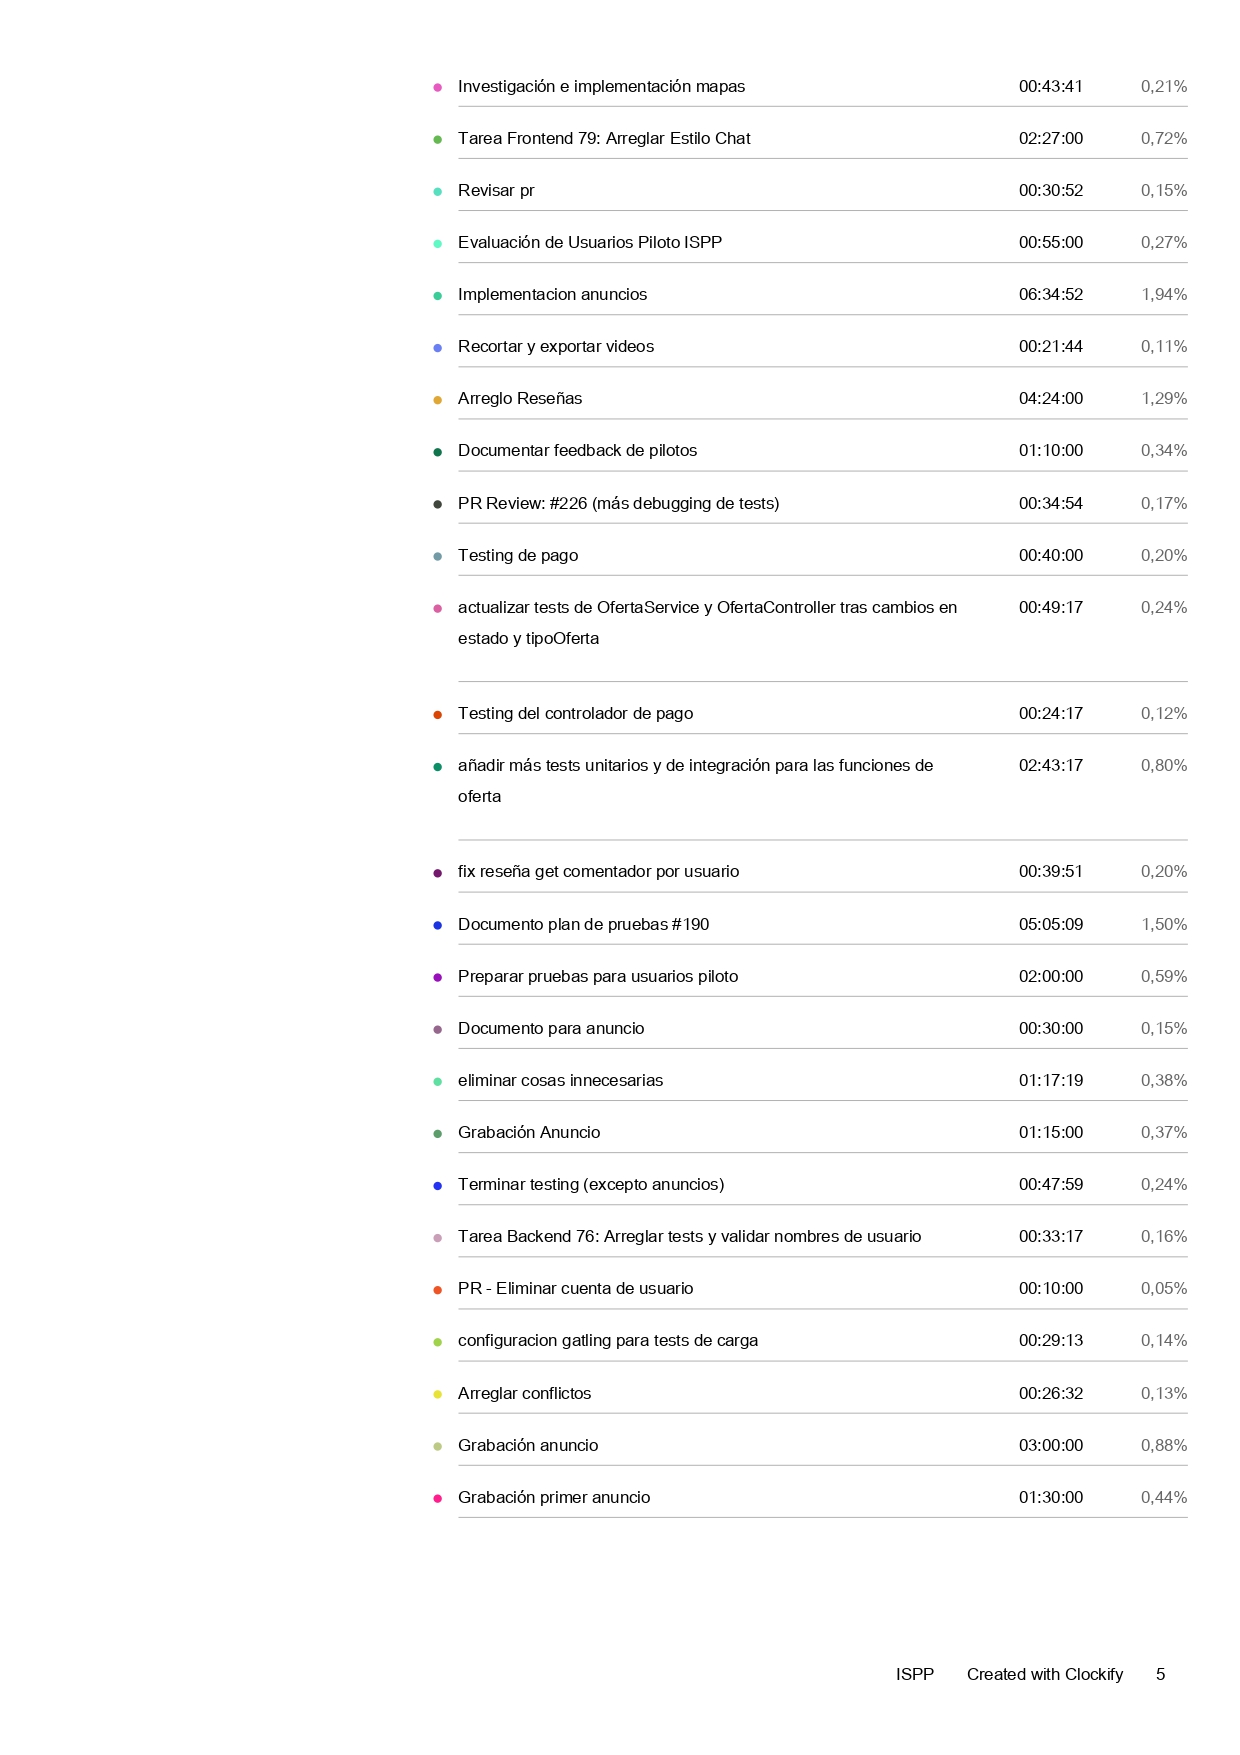 Investigación e implementación mapas 00:43:41 0,21%
Tarea Frontend 79: Arreglar Estilo Chat 02:27:00 0,72%
Revisar pr 00:30:52 0,15%
Evaluación de Usuarios Piloto ISPP 00:55:00 0,27%
Implementacion anuncios 06:34:52 1,94%
Recortar y exportar videos 00:21:44 0,11%
Arreglo Reseñas 04:24:00 1,29%
Documentar feedback de pilotos 01:10:00 0,34%
PR Review: #226 (más debugging de tests) 00:34:54 0,17%
Testing de pago 00:40:00 0,20%
actualizar tests de OfertaService y OfertaController tras cambios en 00:49:17 0,24%
estado y tipoOferta
Testing del controlador de pago 00:24:17 0,12%
añadir más tests unitarios y de integración para las funciones de 02:43:17 0,80%
oferta
fix reseña get comentador por usuario 00:39:51 0,20%
Documento plan de pruebas #190 05:05:09 1,50%
Preparar pruebas para usuarios piloto 02:00:00 0,59%
Documento para anuncio 00:30:00 0,15%
eliminar cosas innecesarias 01:17:19 0,38%
Grabación Anuncio 01:15:00 0,37%
Terminar testing (excepto anuncios) 00:47:59 0,24%
Tarea Backend 76: Arreglar tests y validar nombres de usuario 00:33:17 0,16%
PR - Eliminar cuenta de usuario 00:10:00 0,05%
configuracion gatling para tests de carga 00:29:13 0,14%
Arreglar conflictos 00:26:32 0,13%
Grabación anuncio 03:00:00 0,88%
Grabación primer anuncio 01:30:00 0,44%
ISPP Created with Clockify 5